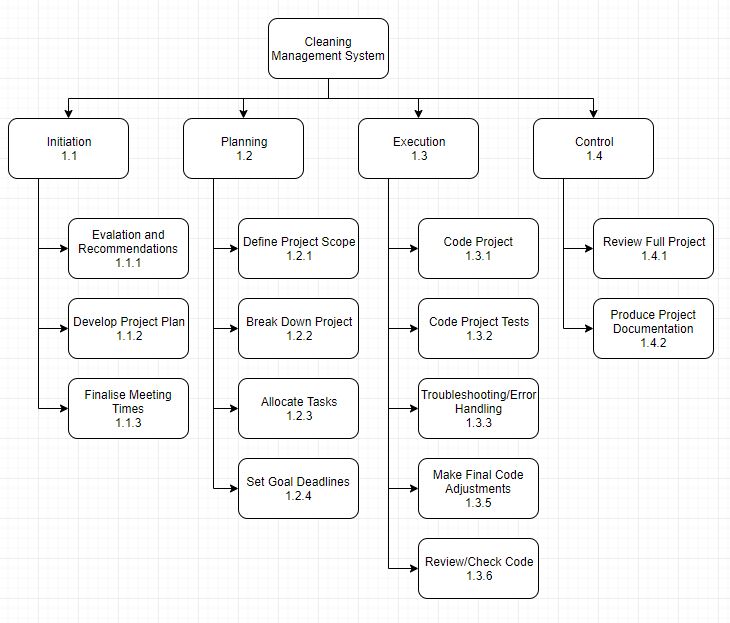 Cleaning
Management System
Initiation
1.1
Planning
1.2
Execution
1.3
Control
1.4
Evalation and
Recommendations
1.1.1
Develop Project Plan
1.1.2
Finalise Meeting
Times
1.1.3
Define Project Scope
1.2.1
Break Down Project
1.2.2
Allocate Tasks
1.2.3
Set Goal Deadlines
1.2.4
Code Project
1.3.1
Code Project Tests
1.3.2
Troubleshooting/Error
Handling
1.3.3
Make Final Code
Adjustments
1.3.5
Review/Check Code
1.3.6
Review Full Project
1.4.1
Produce Project
Documentation
1.4.2